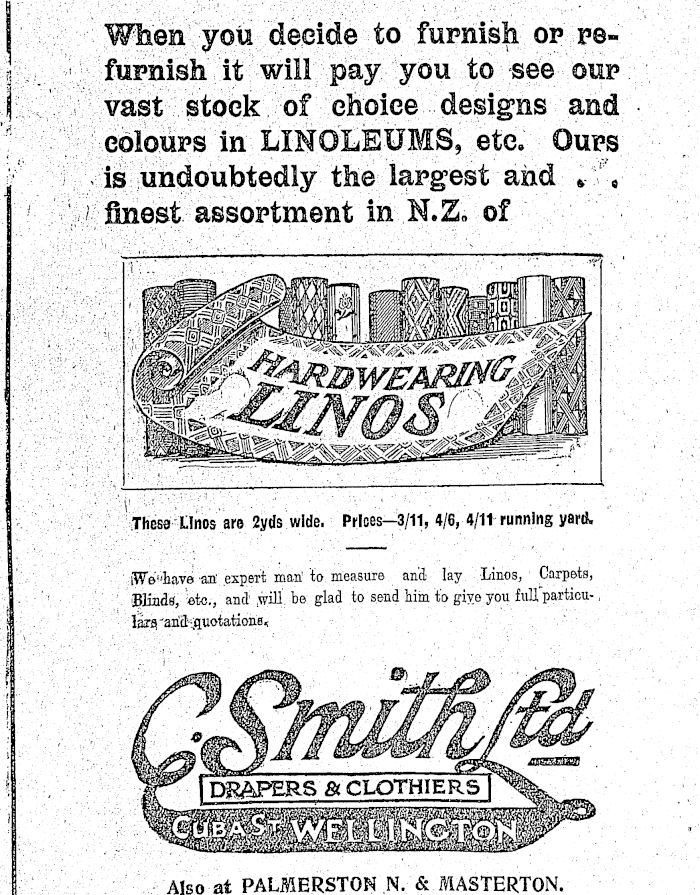 When you decide to furnish or re-
furnish it will pay you to see our
vast stock of choice designs and
colours in LINOLEUMS, etc. Ours
is undoubtedly the largest and . .
finest assortment in N.Z. of
HARDWEARING
LINOS
These Linos are 2yds wide. Prices—3/11, 4/6, 4/11 running yard.
We have an expert man to measure and lay Linos, Carpets,
Blinds, etc., and will be glad to send him to give you full particu-
lars and quotations.
C. Smith Ltd
DRAPERS & CLOTHIERS
CUBA ST WELLINGTON
Also at PALMERSTON N. & MASTERTON.